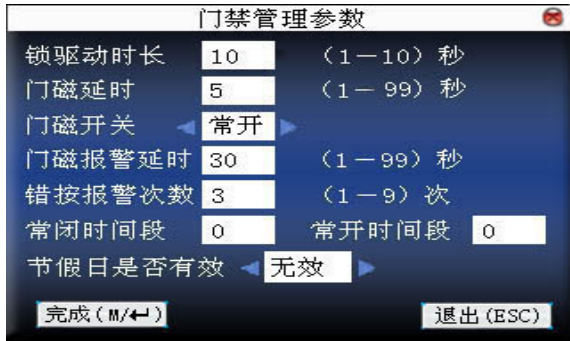 门禁管理参数
锁驱动时长 10 （1－10）秒
门磁延时 5 （1－99）秒
门磁开关 常开
门磁报警延时 30 （1－99）秒
错按报警次数 3 （1－9）次
常闭时间段 0 常开时间段 0
节假日是否有效 无效
完成(M/↵) 退出(ESC)